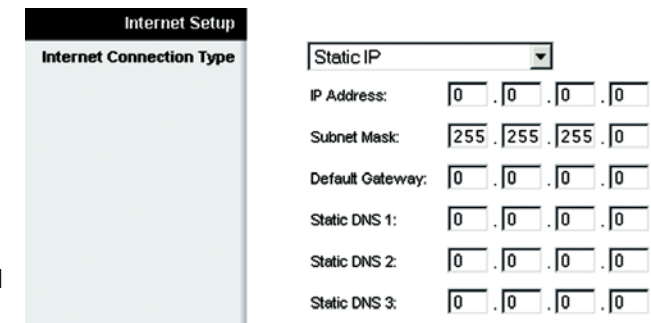 Internet Setup
Internet Connection Type Static IP
IP Address: 0 . 0 . 0 . 0
Subnet Mask: 255 . 255 . 255 . 0
Default Gateway: 0 . 0 . 0 . 0
Static DNS 1: 0 . 0 . 0 . 0
Static DNS 2: 0 . 0 . 0 . 0
Static DNS 3: 0 . 0 . 0 . 0